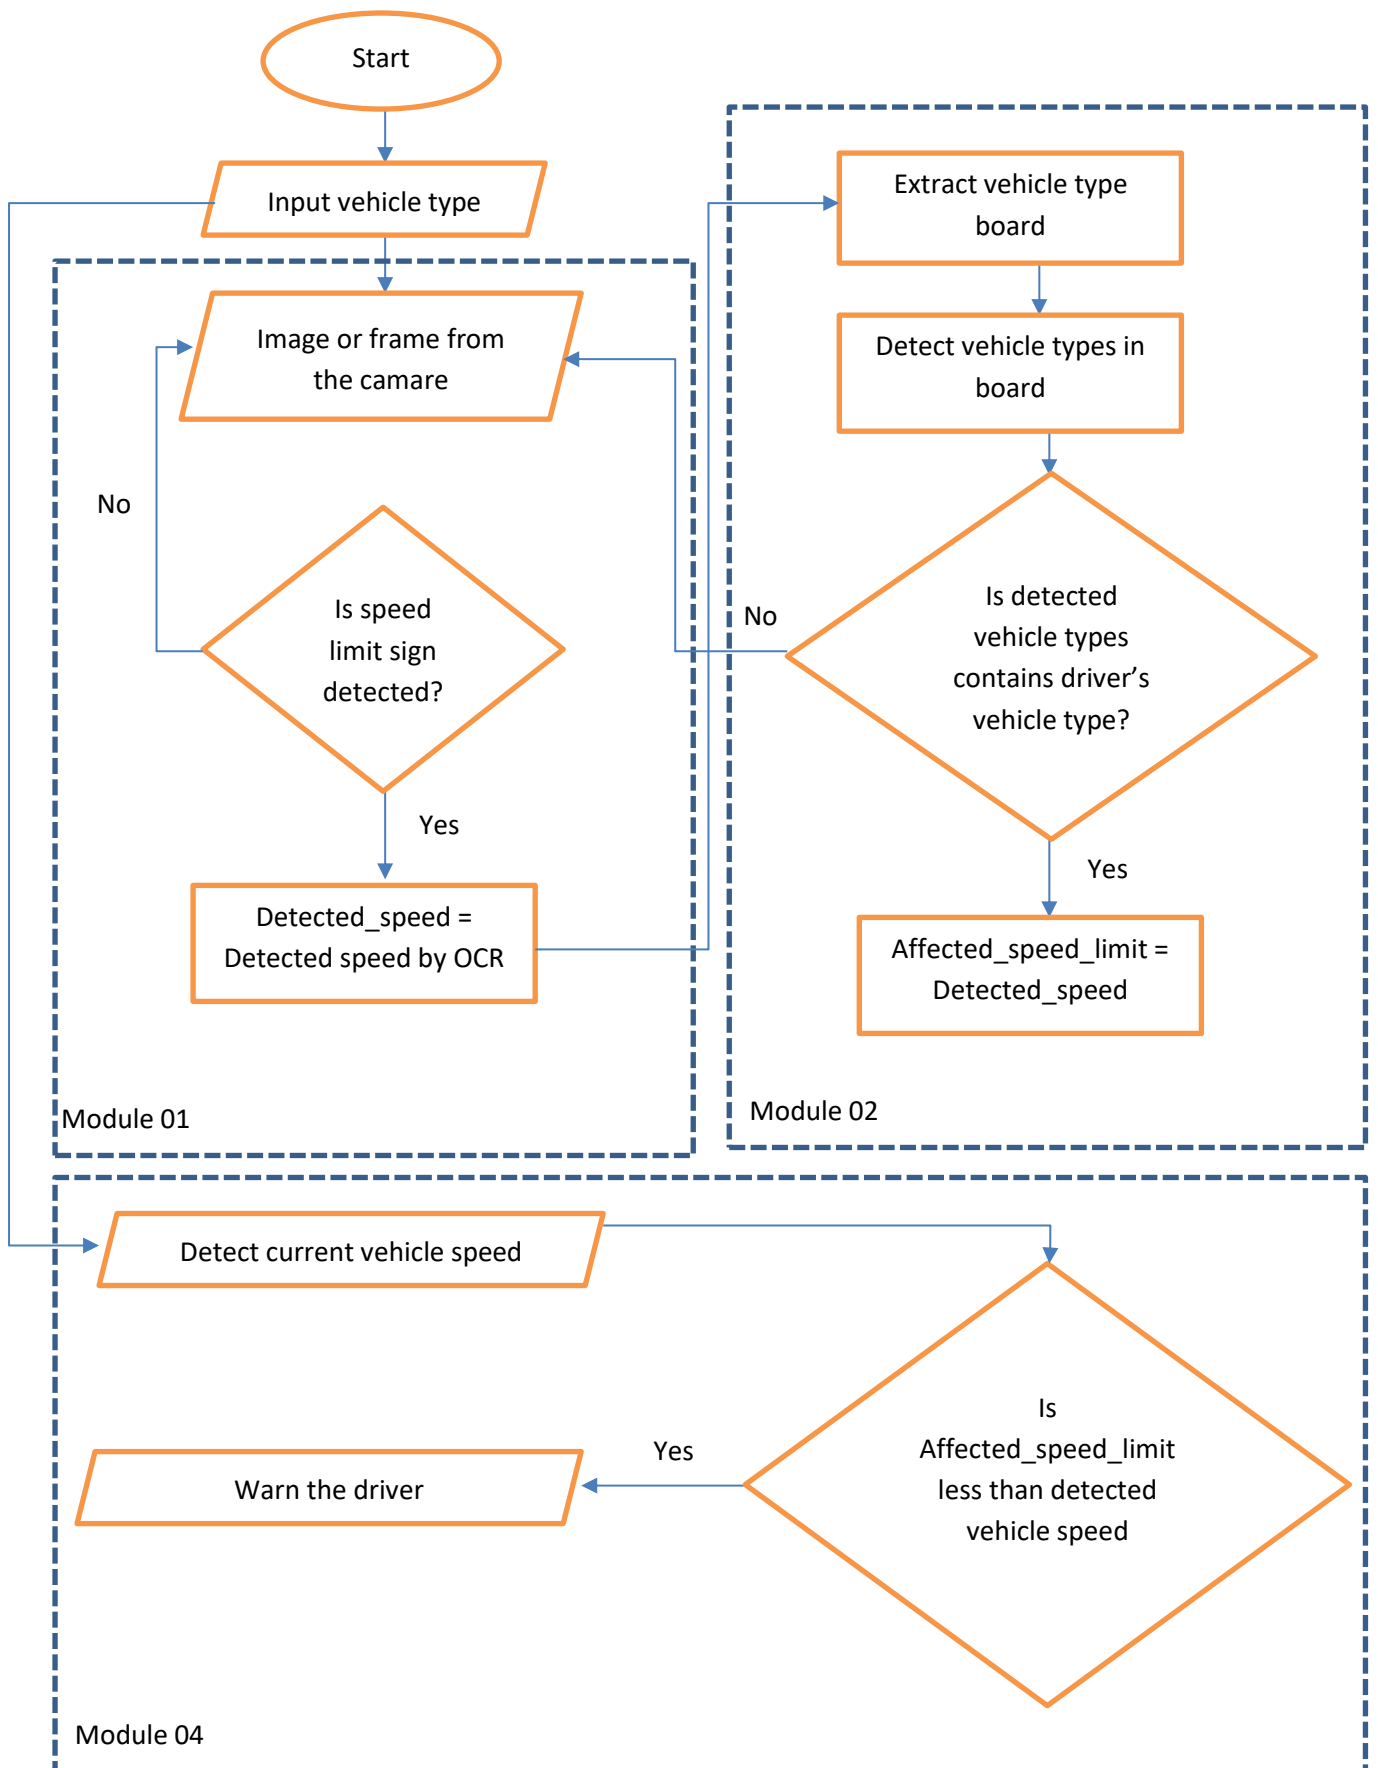 Start
Input vehicle type
Image or frame from
the camare
No
Is speed
limit sign
detected?
Yes
Detected_speed =
Detected speed by OCR
Module 01
Extract vehicle type
board
Detect vehicle types in
board
No
Is detected
vehicle types
contains driver’s
vehicle type?
Yes
Affected_speed_limit =
Detected_speed
Module 02
Detect current vehicle speed
Is
Affected_speed_limit
less than detected
vehicle speed
Yes
Warn the driver
Module 04